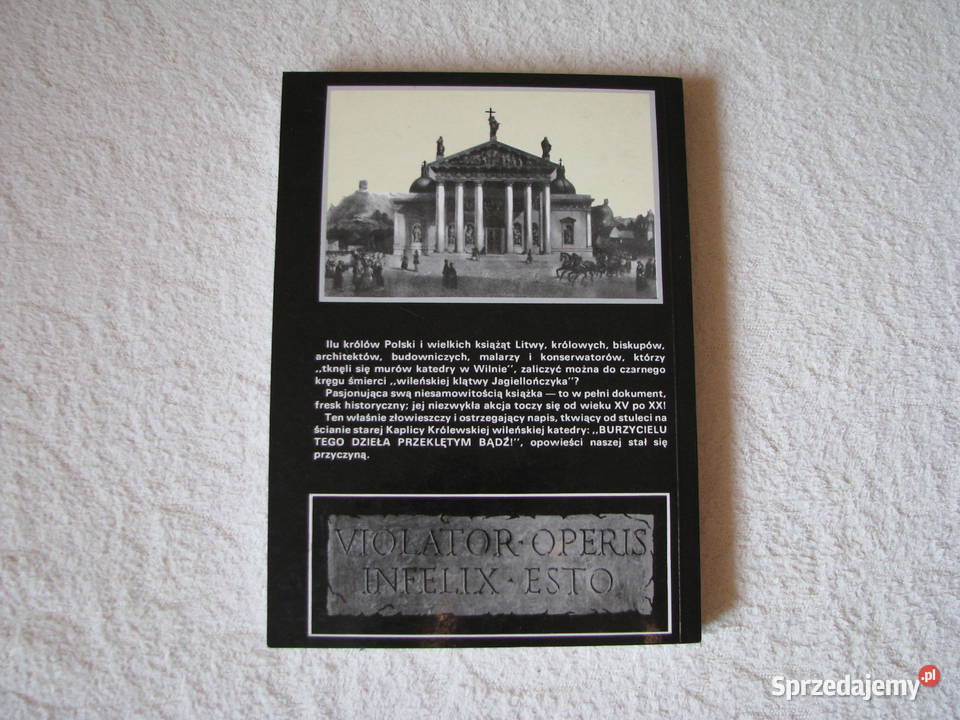 Ilu królów Polski i wielkich książąt Litwy, królowych, biskupów,
architektów, budowniczych, malarzy i konserwatorów, którzy
,,tknęli się murów katedry w Wilnie", zaliczyć można do czarnego
kręgu śmierci ,,wileńskiej klątwy Jagiellończyka"?
Pasjonująca swą niesamowitością książka — to w pełni dokument,
fresk historyczny; jej niezwykła akcja toczy się od wieku XV po XX!
Ten właśnie złowieszczy i ostrzegający napis, tkwiący od stuleci na
ścianie starej Kaplicy Królewskiej wileńskiej katedry: ,,BURZYCIELU
TEGO DZIEŁA PRZEKLĘTYM BĄDŹ!", opowieści naszej stał się
przyczyną.
VIOLATOR · OPERIS
INFELIX · ESTO
Sprzedajemy.pl